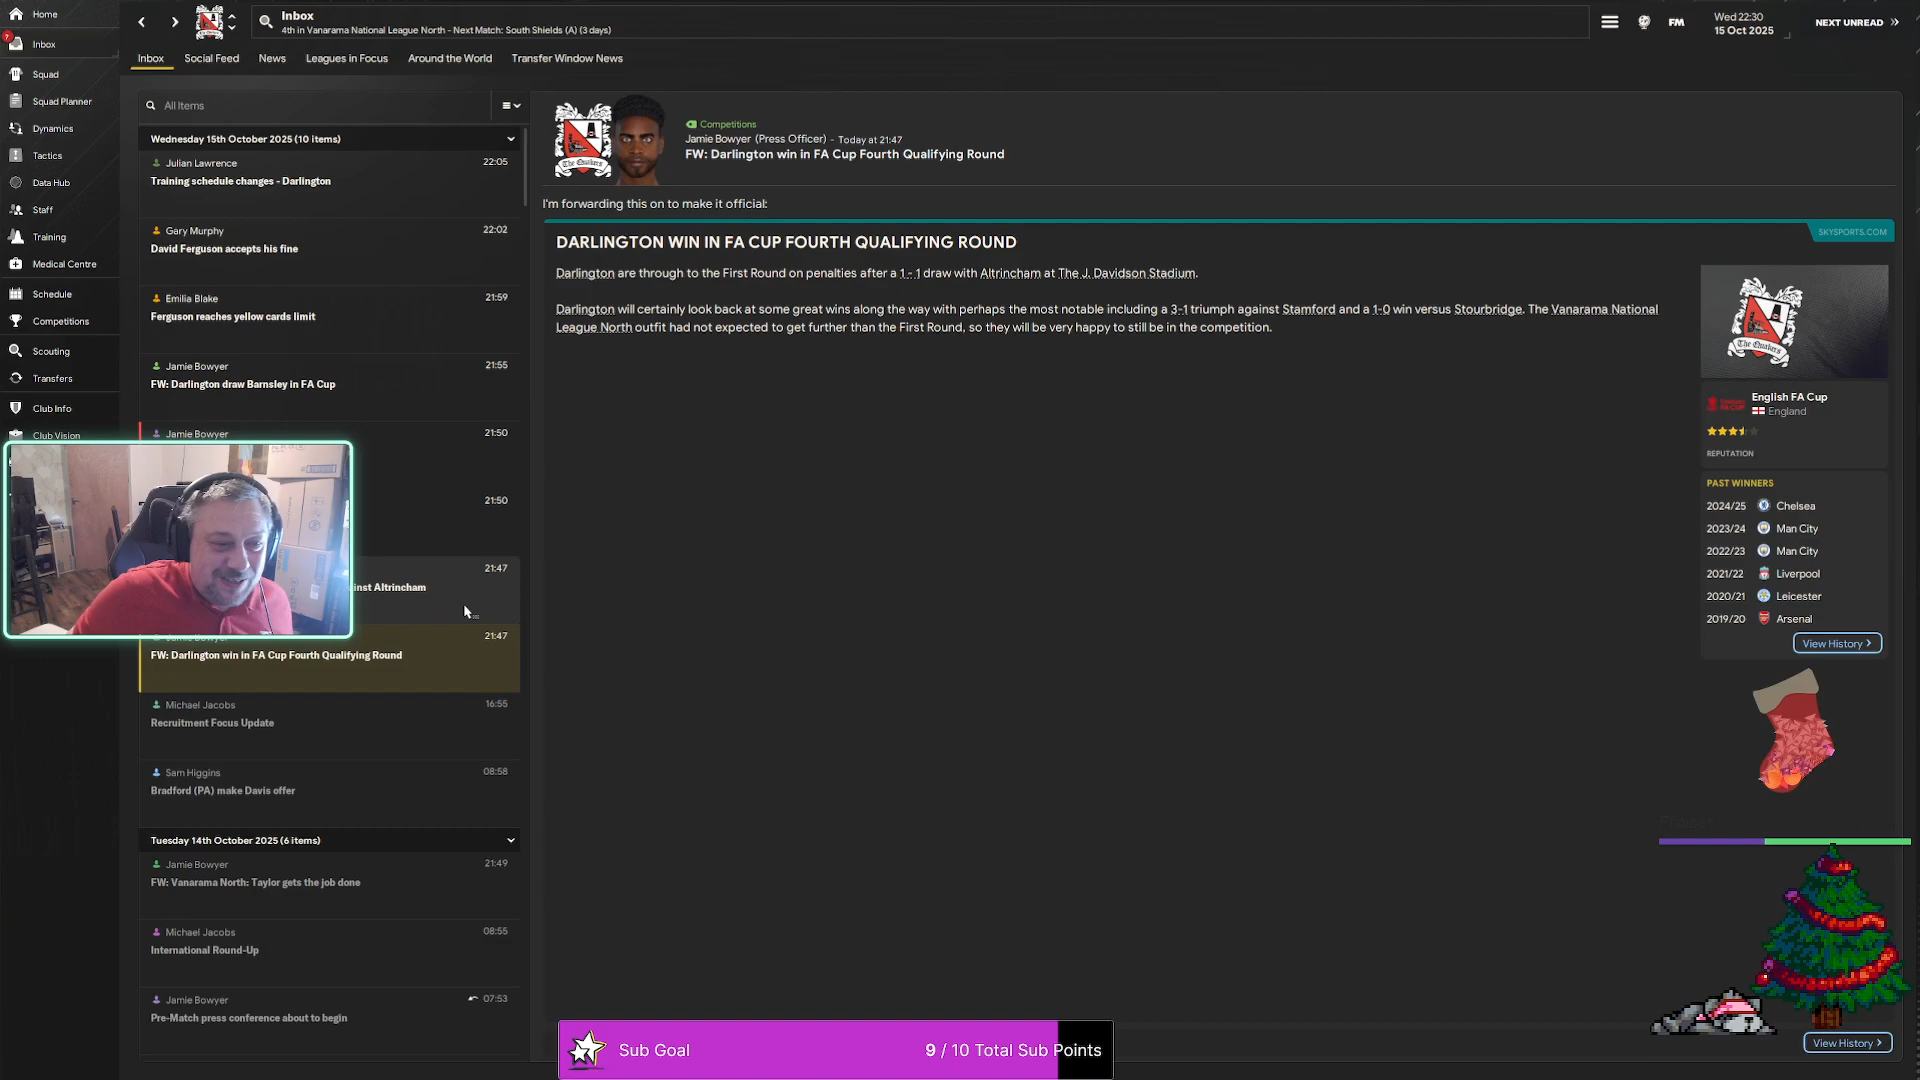 Home
Inbox
4th in Vanarama National League North - Next Match: South Shields (A) (3 days)
FM
Wed 22:30
15 Oct 2025
NEXT UNREAD
7
Inbox
Squad
Squad Planner
Dynamics
Tactics
Data Hub
Staff
Training
Medical Centre
Schedule
Competitions
Scouting
Transfers
Club Info
Club Vision
Inbox
Social Feed
News
Leagues in Focus
Around the World
Transfer Window News
All Items
Wednesday 15th October 2025 (10 items)
Julian Lawrence
22:05
Training schedule changes - Darlington
Gary Murphy
22:02
David Ferguson accepts his fine
Emilia Blake
21:59
Ferguson reaches yellow cards limit
Jamie Bowyer
21:55
FW: Darlington draw Barnsley in FA Cup
Jamie Bowyer
21:50
21:50
21:47
inst Altrincham
Jamie Bowyer
21:47
FW: Darlington win in FA Cup Fourth Qualifying Round
Michael Jacobs
16:55
Recruitment Focus Update
Sam Higgins
08:58
Bradford (PA) make Davis offer
Tuesday 14th October 2025 (6 items)
Jamie Bowyer
21:49
FW: Vanarama North: Taylor gets the job done
Michael Jacobs
08:55
International Round-Up
Jamie Bowyer
07:53
Pre-Match press conference about to begin
The Quakers
Competitions
Jamie Bowyer (Press Officer) - Today at 21:47
FW: Darlington win in FA Cup Fourth Qualifying Round
I'm forwarding this on to make it official:
SKYSPORTS.COM
DARLINGTON WIN IN FA CUP FOURTH QUALIFYING ROUND
Darlington are through to the First Round on penalties after a 1 - 1 draw with Altrincham at The J. Davidson Stadium.
Darlington will certainly look back at some great wins along the way with perhaps the most notable including a 3-1 triumph against Stamford and a 1-0 win versus Stourbridge. The Vanarama National
League North outfit had not expected to get further than the First Round, so they will be very happy to still be in the competition.
The Quakers
English FA Cup
England
REPUTATION
PAST WINNERS
2024/25 Chelsea
2023/24 Man City
2022/23 Man City
2021/22 Liverpool
2020/21 Leicester
2019/20 Arsenal
View History
View History
Sub Goal
9 / 10 Total Sub Points